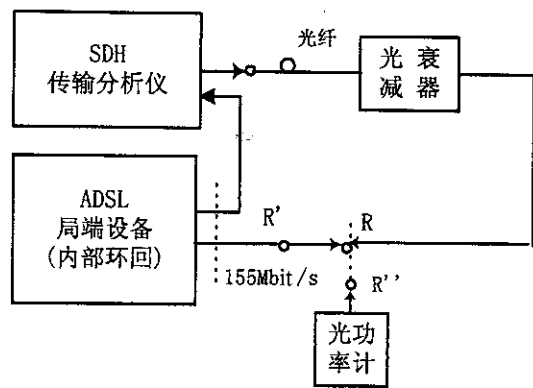 SDH
传输分析仪
光纤
光衰
减器
ADSL
局端设备
(内部环回)
155Mbit/s
R'
R
R''
光功
率计